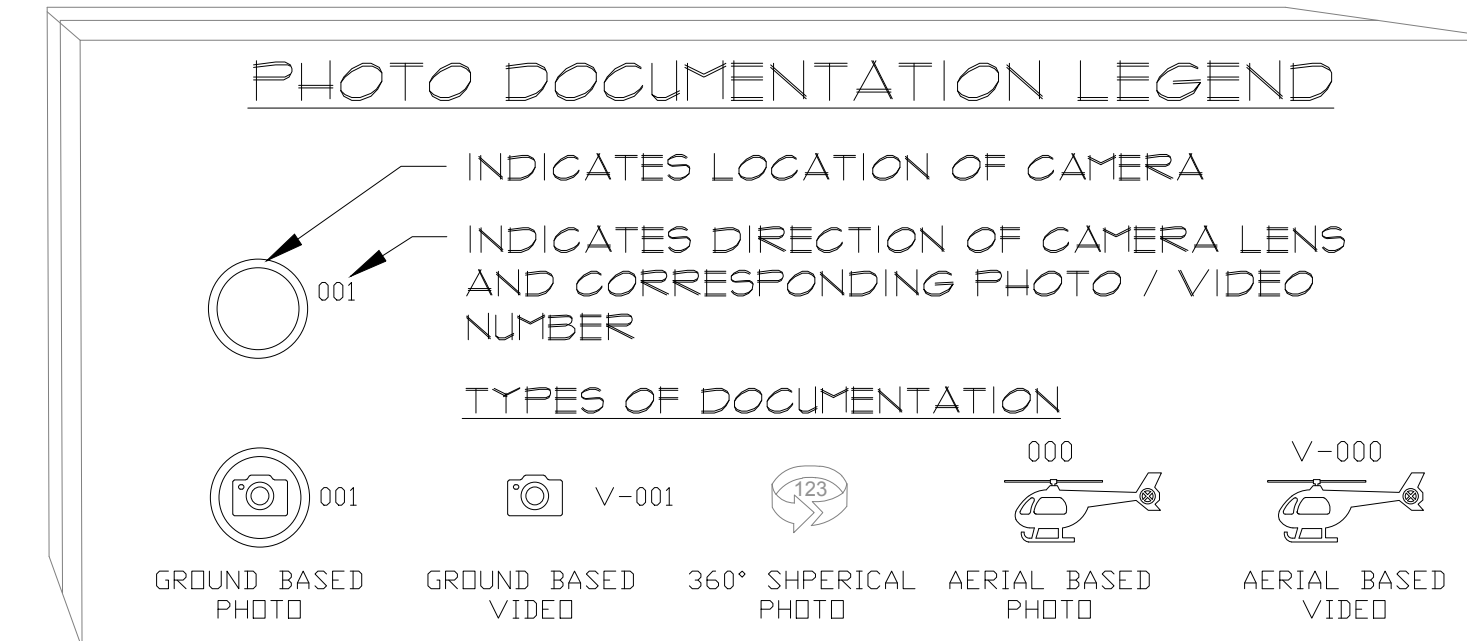 PHOTO DOCUMENTATION LEGEND
INDICATES LOCATION OF CAMERA
INDICATES DIRECTION OF CAMERA LENS
AND CORRESPONDING PHOTO / VIDEO
NUMBER
001
TYPES OF DOCUMENTATION
001
GROUND BASED
PHOTO
V-001
GROUND BASED
VIDEO
123
360° SHPERICAL
PHOTO
000
AERIAL BASED
PHOTO
V-000
AERIAL BASED
VIDEO